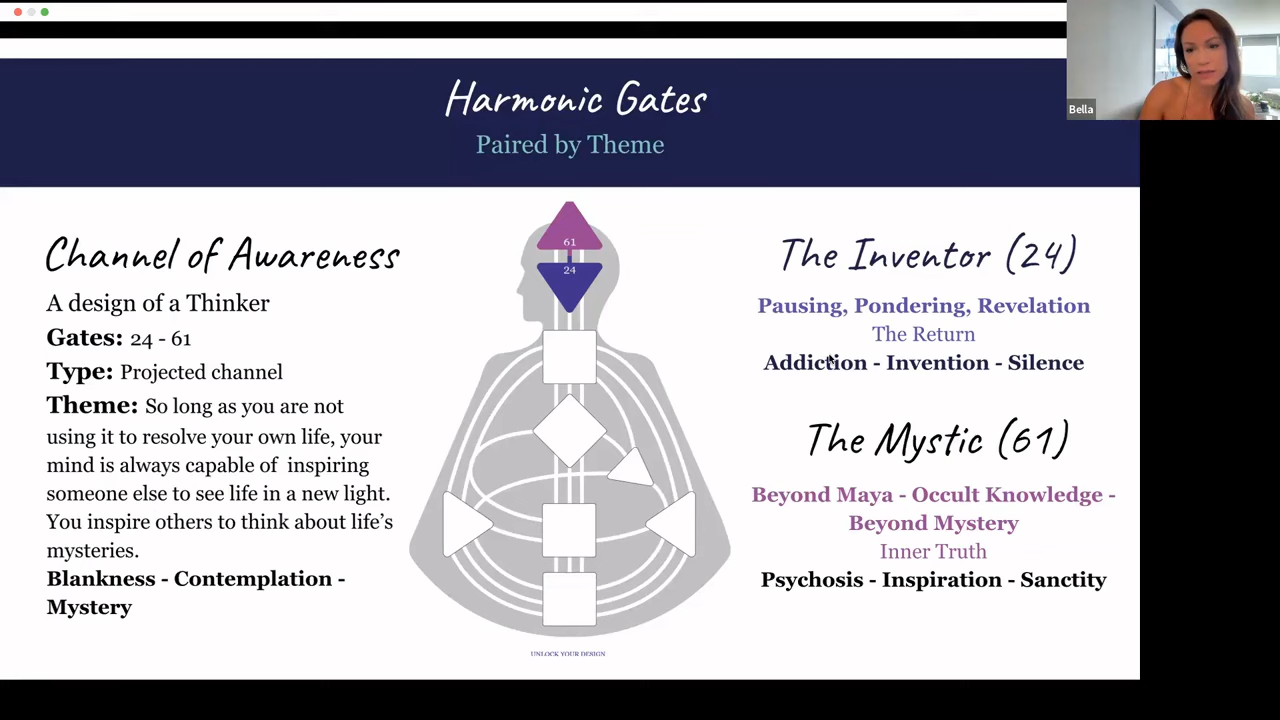 Harmonic Gates
Paired by Theme
Bella
Channel of Awareness
A design of a Thinker
Gates: 24 - 61
Type: Projected channel
Theme: So long as you are not
using it to resolve your own life, your
mind is always capable of  inspiring
someone else to see life in a new light.
You inspire others to think about life’s
mysteries.
Blankness - Contemplation -
Mystery
61
24
UNLOCK YOUR DESIGN
The Inventor (24)
Pausing, Pondering, Revelation
The Return
Addiction - Invention - Silence
The Mystic (61)
Beyond Maya - Occult Knowledge -
Beyond Mystery
Inner Truth
Psychosis - Inspiration - Sanctity